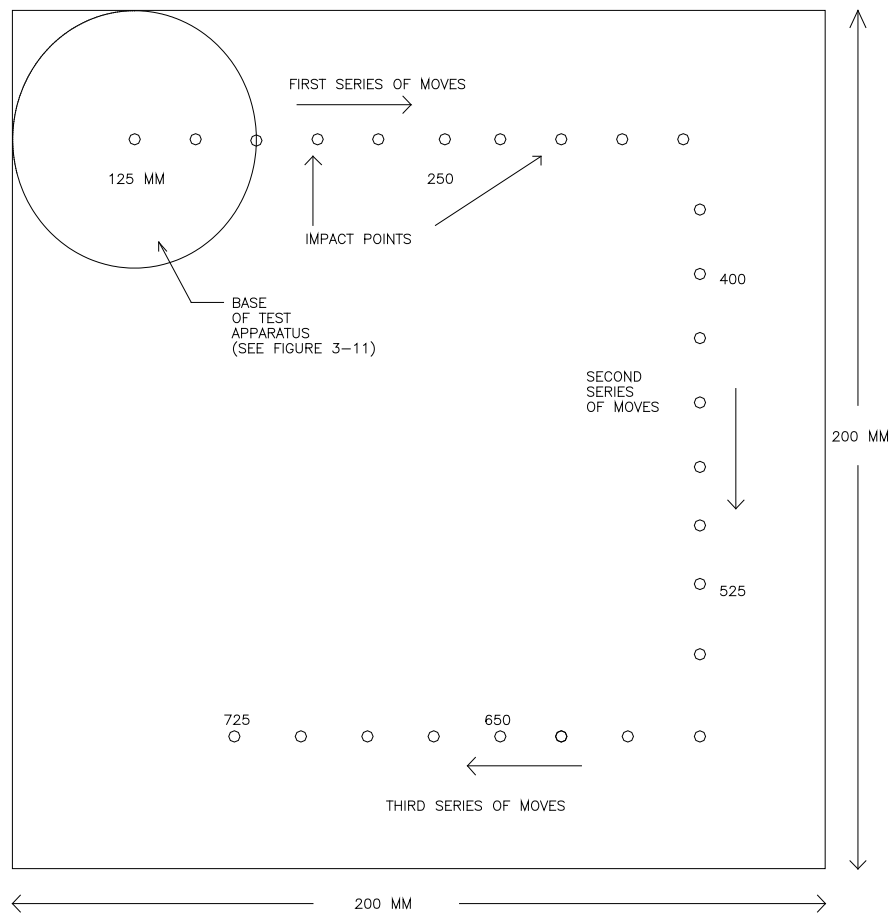 FIRST SERIES OF MOVES
125 MM
250
IMPACT POINTS
400
BASE
OF TEST
APPARATUS
(SEE FIGURE 3-11)
SECOND
SERIES
OF MOVES
200 MM
525
725
650
THIRD SERIES OF MOVES
200 MM